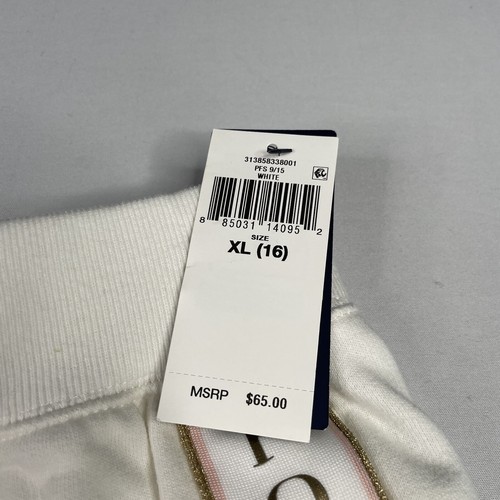 313858338001
PFS 9/15
WHITE
8 85031 14095 2
SIZE
XL (16)
MSRP $65.00